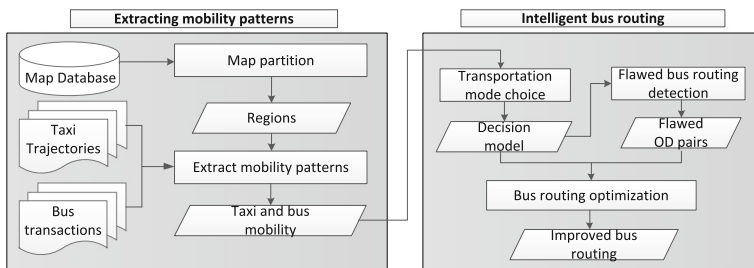 Extracting mobility patterns
Map Database
Map partition
Taxi
Trajectories
Regions
Extract mobility patterns
Bus
transactions
Taxi and bus
mobility
Intelligent bus routing
Transportation
mode choice
Flawed bus routing
detection
Decision
model
Flawed
OD pairs
Bus routing optimization
Improved bus
routing